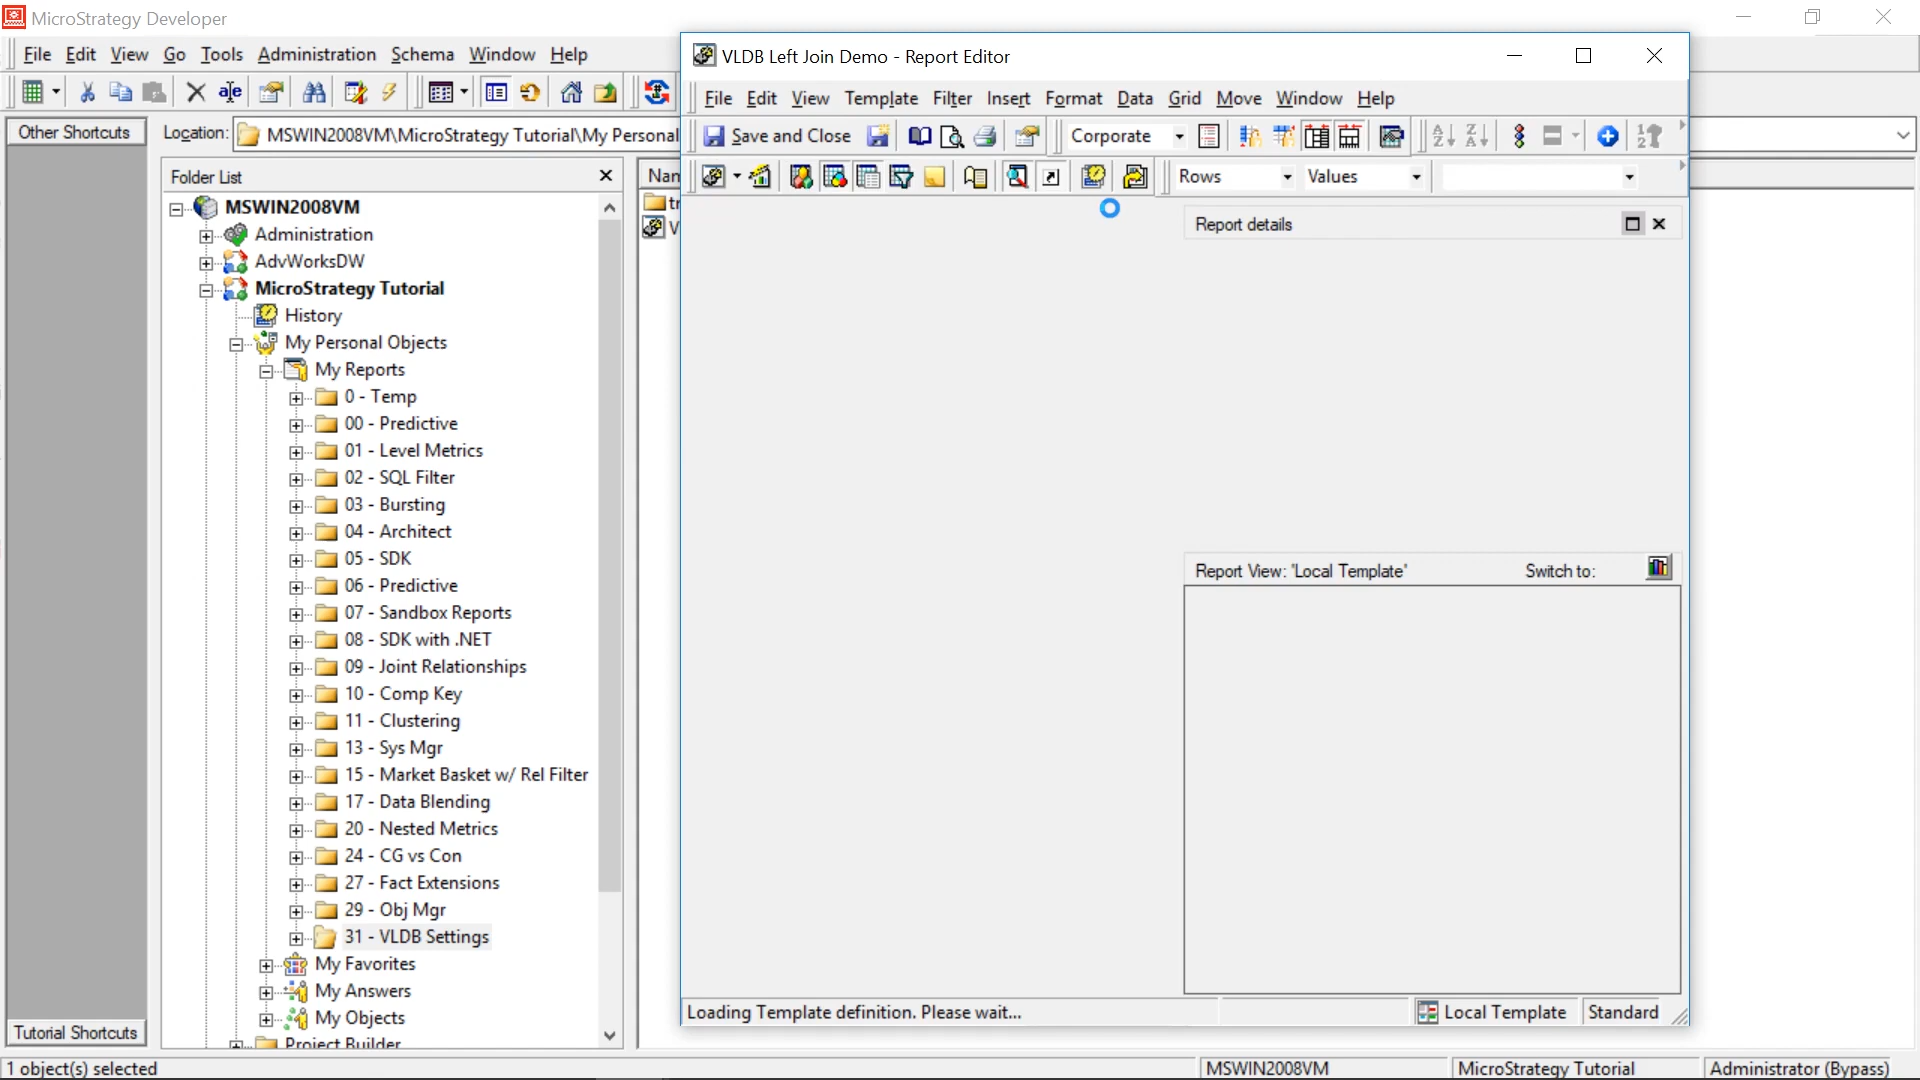 MicroStrategy Developer
File Edit View Go Tools Administration Schema Window Help
Other Shortcuts
Location: MSWIN2008VM\MicroStrategy Tutorial\My Personal
Folder List
MSWIN2008VM
Administration
AdvWorksDW
MicroStrategy Tutorial
History
My Personal Objects
My Reports
0 - Temp
00 - Predictive
01 - Level Metrics
02 - SQL Filter
03 - Bursting
04 - Architect
05 - SDK
06 - Predictive
07 - Sandbox Reports
08 - SDK with .NET
09 - Joint Relationships
10 - Comp Key
11 - Clustering
13 - Sys Mgr
15 - Market Basket w/ Rel Filter
17 - Data Blending
20 - Nested Metrics
24 - CG vs Con
27 - Fact Extensions
29 - Obj Mgr
31 - VLDB Settings
My Favorites
My Answers
My Objects
Project Builder
Tutorial Shortcuts
VLDB Left Join Demo - Report Editor
File Edit View Template Filter Insert Format Data Grid Move Window Help
Save and Close Corporate
Rows Values
Report details
Report View: 'Local Template' Switch to:
Loading Template definition. Please wait... Local Template Standard
1 object(s) selected MSWIN2008VM MicroStrategy Tutorial Administrator (Bypass)